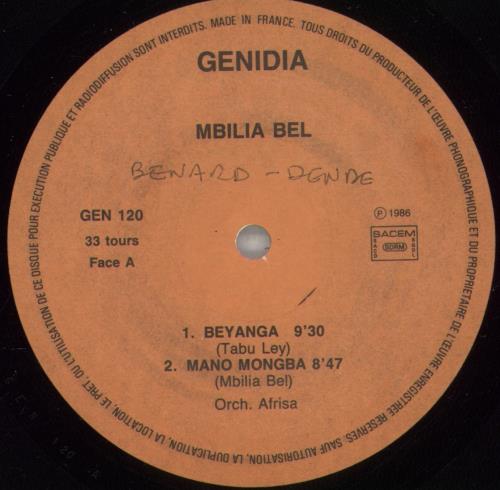 DE CE DISQUE POUR EXECUTION PUBLIQUE ET RADIODIFFUSION SONT INTERDITS. MADE IN FRANCE. TOUS DROITS DU PRODUCTEUR DE L'ŒUVRE PHONOGRAPHIQUE ET DU PROPRIETAIRE DE L'ŒUVRE ENREGISTREE RESERVES. SAUF AUTORISATION, LA DUPLICATION, LA LOCATION, LE PRET, OU L'UTILISATION
GENIDIA
MBILIA BEL
BENARD - DENDE
GEN 120
33 tours
Face A
℗ 1986
SACEM
SACD
SDRM
SGDL
1. BEYANGA 9'30
(Tabu Ley)
2. MANO MONGBA 8'47
(Mbilia Bel)
Orch. Afrisa